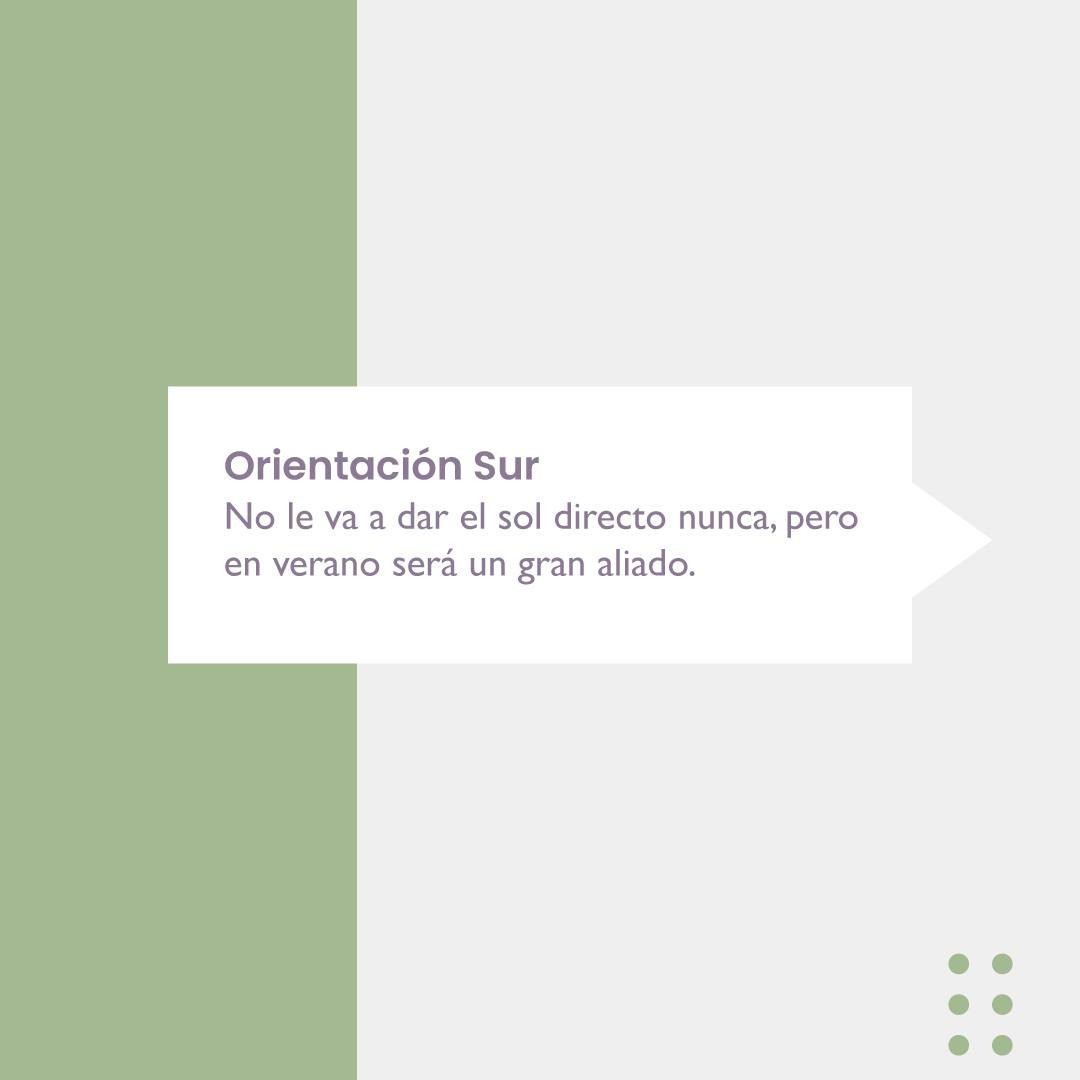 Orientación Sur
No le va a dar el sol directo nunca, pero
en verano será un gran aliado.